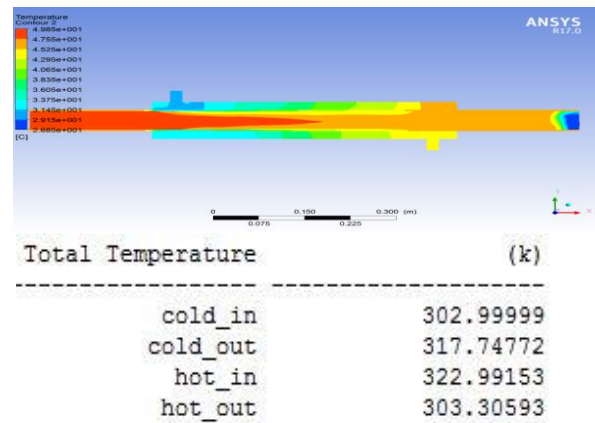 Temperature
Contour 2
4.985e+001
4.755e+001
4.525e+001
4.295e+001
4.065e+001
3.835e+001
3.605e+001
3.375e+001
3.145e+001
2.915e+001
2.685e+001
[C]
ANSYS
R17.0
0 0.150 0.300 (m)
0.075 0.225
Y
X
Total Temperature (k)
-------------------- --------------------
cold_in 302.99999
cold_out 317.74772
hot_in 322.99153
hot_out 303.30593